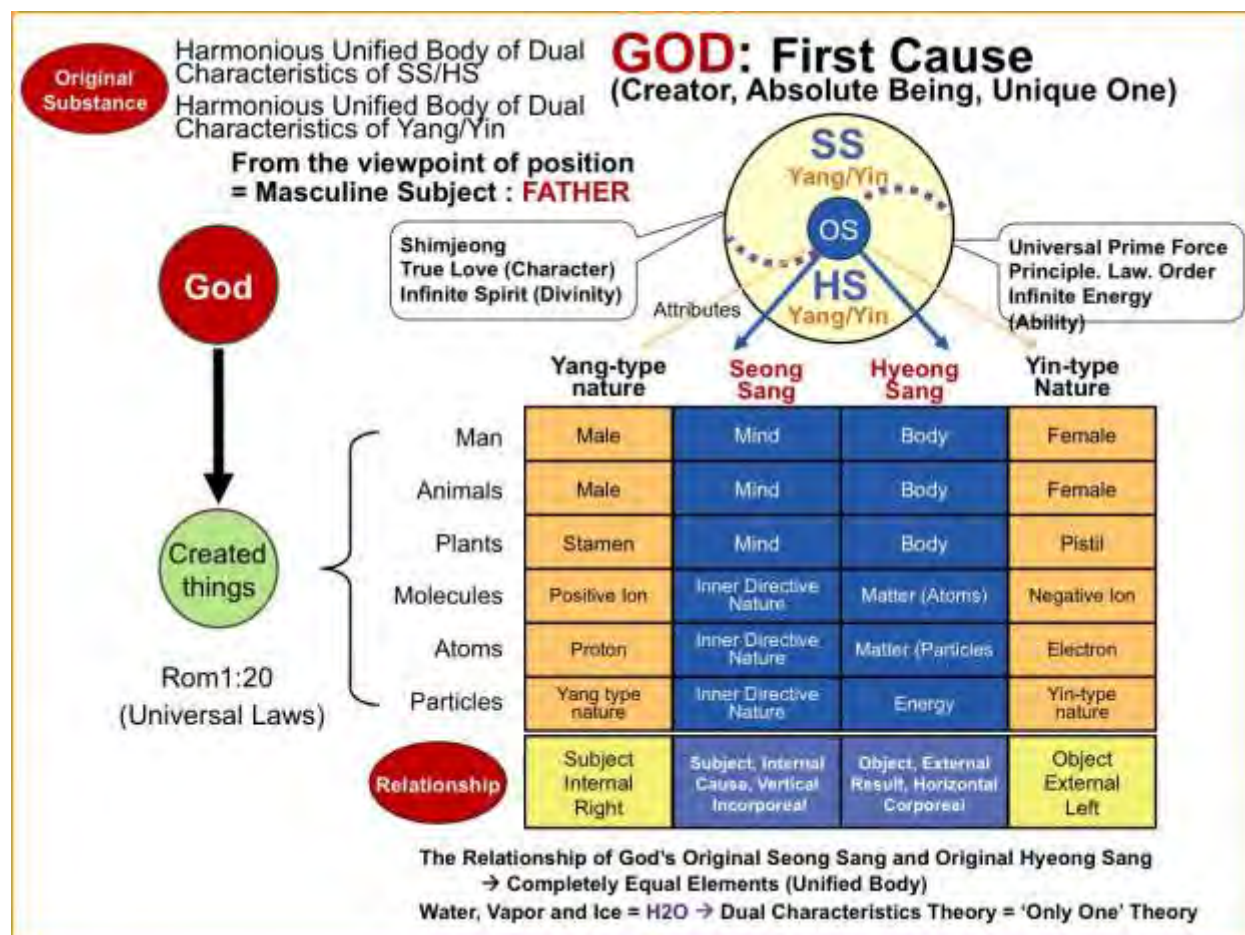 Original
Substance
Harmonious Unified Body of Dual
Characteristics of SS/HS
Harmonious Unified Body of Dual
Characteristics of Yang/Yin
GOD: First Cause
(Creator, Absolute Being, Unique One)
From the viewpoint of position
= Masculine Subject : FATHER
SS
Yang/Yin
OS
HS
Yang/Yin
Shimjeong
True Love (Character)
Infinite Spirit (Divinity)
Universal Prime Force
Principle. Law. Order
Infinite Energy
(Ability)
Attributes
God
Created
things
Rom1:20
(Universal Laws)
Yang-type
nature
Seong
Sang
Hyeong
Sang
Yin-type
Nature
Man
Male
Mind
Body
Female
Animals
Male
Mind
Body
Female
Plants
Stamen
Mind
Body
Pistil
Molecules
Positive Ion
Inner Directive
Nature
Matter (Atoms)
Negative Ion
Atoms
Proton
Inner Directive
Nature
Matter (Particles
Electron
Particles
Yang type
nature
Inner Directive
Nature
Energy
Yin-type
nature
Relationship
Subject
Internal
Right
Subject, Internal
Cause, Vertical
Incorporeal
Object, External
Result, Horizontal
Corporeal
Object
External
Left
The Relationship of God's Original Seong Sang and Original Hyeong Sang
→ Completely Equal Elements (Unified Body)
Water, Vapor and Ice = H2O → Dual Characteristics Theory = 'Only One' Theory